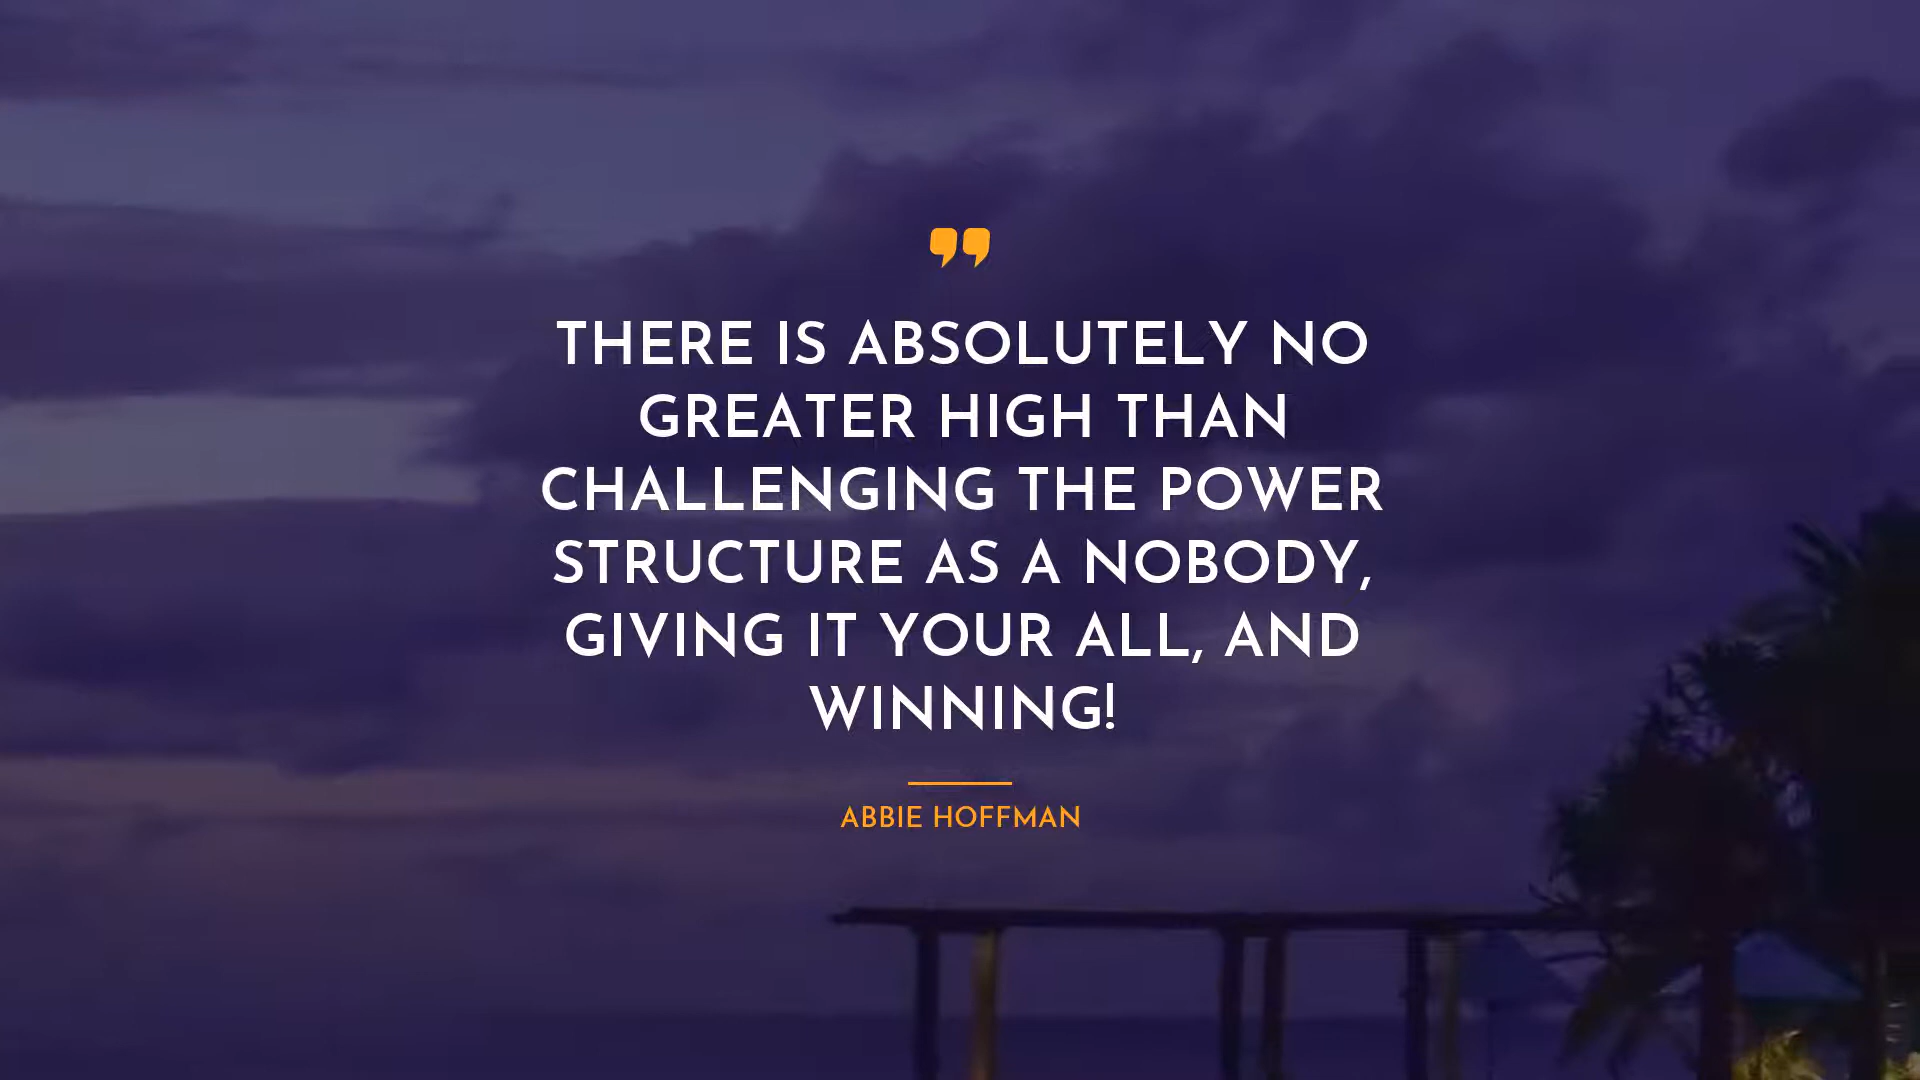 THERE IS ABSOLUTELY NO
GREATER HIGH THAN
CHALLENGING THE POWER
STRUCTURE AS A NOBODY,
GIVING IT YOUR ALL, AND
WINNING!
ABBIE HOFFMAN